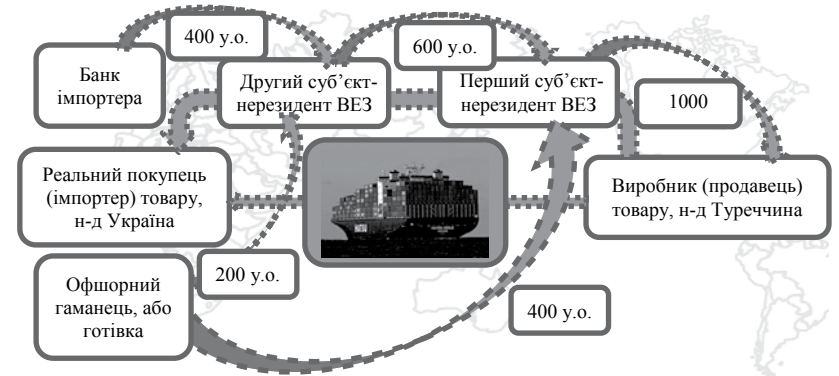 400 у.о.
600 у.о.
Банк
імпортера
Другий суб’єкт-
нерезидент ВЕЗ
Перший суб’єкт-
нерезидент ВЕЗ
1000
Реальний покупець
(імпортер) товару,
н-д Україна
Виробник (продавець)
товару, н-д Туреччина
Офшорний
гаманець, або
готівка
200 у.о.
400 у.о.